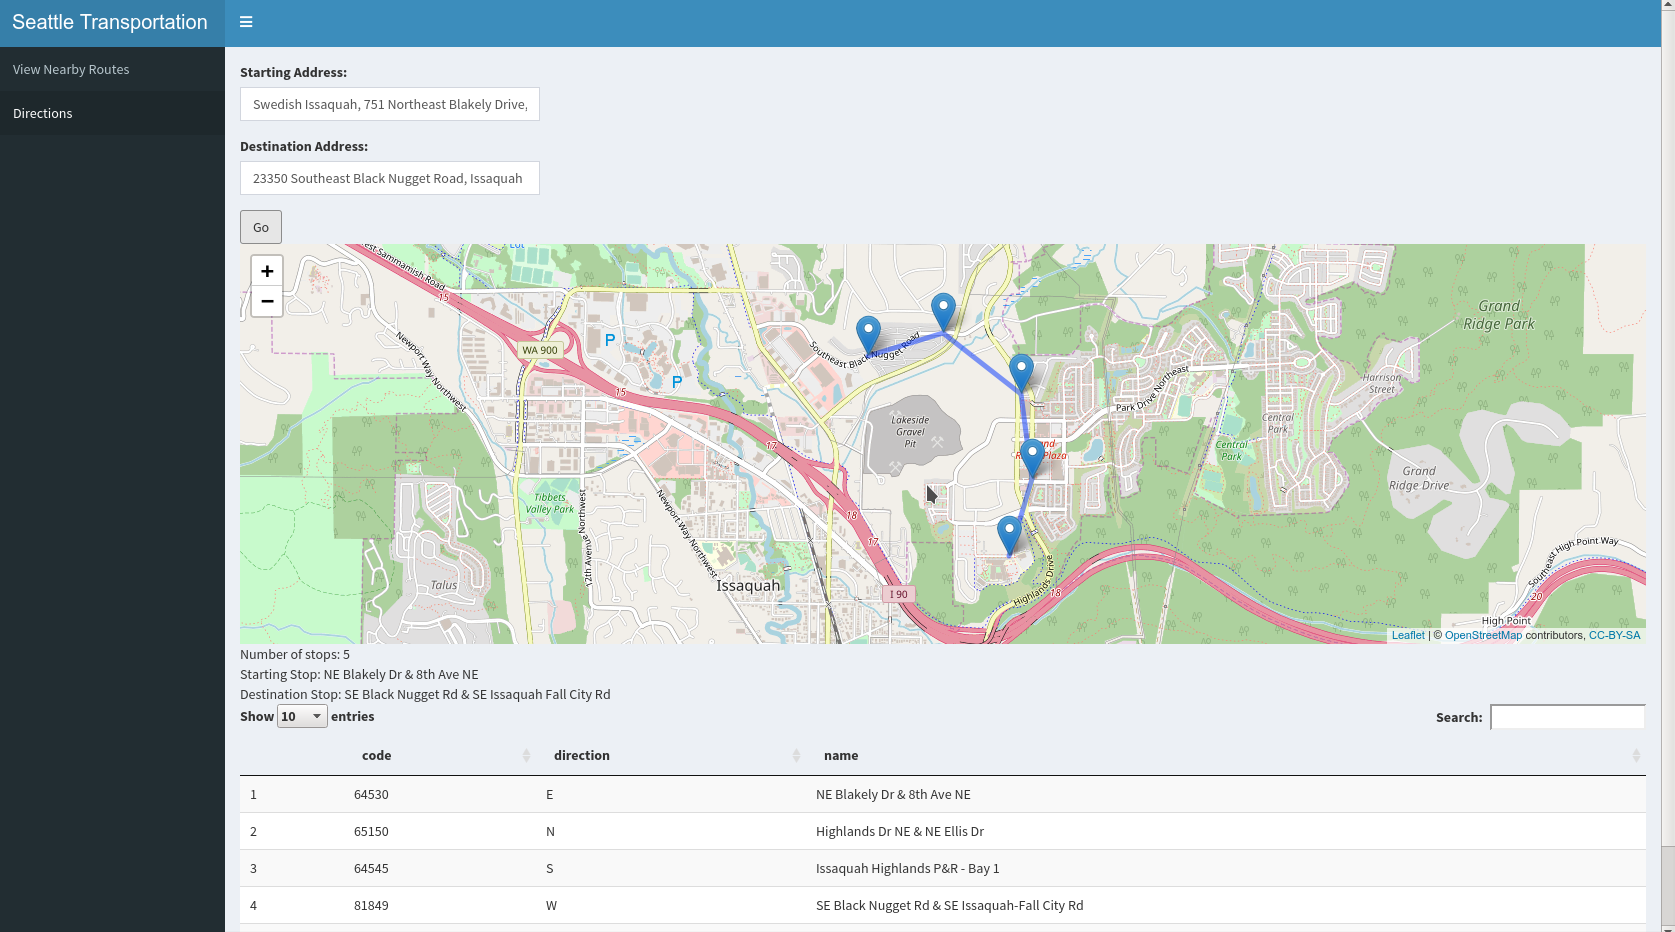 Seattle Transportation
View Nearby Routes
Directions
Starting Address:
Swedish Issaquah, 751 Northeast Blakely Drive,
Destination Address:
23350 Southeast Black Nugget Road, Issaquah
Go
+
−
est-Sammamish Road
Lot
15
WA 900
P
P
15
Newport Way Northwest
17
Southeast Black Nugget Road
Lakeside
Gravel
Pit
Park Drive Northeast
Grand
Ridge Park
Harrison
Street
Central
Park
Central
Park
Grand
Ridge Drive
Plaza
Tibbets
Valley Park
12th Avenue Northwest
Newport Way Northwest
18
17
Talus
Issaquah
I 90
Highlands Drive
18
Southeast High Point Way
20
High Point
Leaflet | © OpenStreetMap contributors, CC-BY-SA
Number of stops: 5
Starting Stop: NE Blakely Dr & 8th Ave NE
Destination Stop: SE Black Nugget Rd & SE Issaquah Fall City Rd
Show 10 entries
Search:
code direction name
1 64530 E NE Blakely Dr & 8th Ave NE
2 65150 N Highlands Dr NE & NE Ellis Dr
3 64545 S Issaquah Highlands P&R - Bay 1
4 81849 W SE Black Nugget Rd & SE Issaquah-Fall City Rd